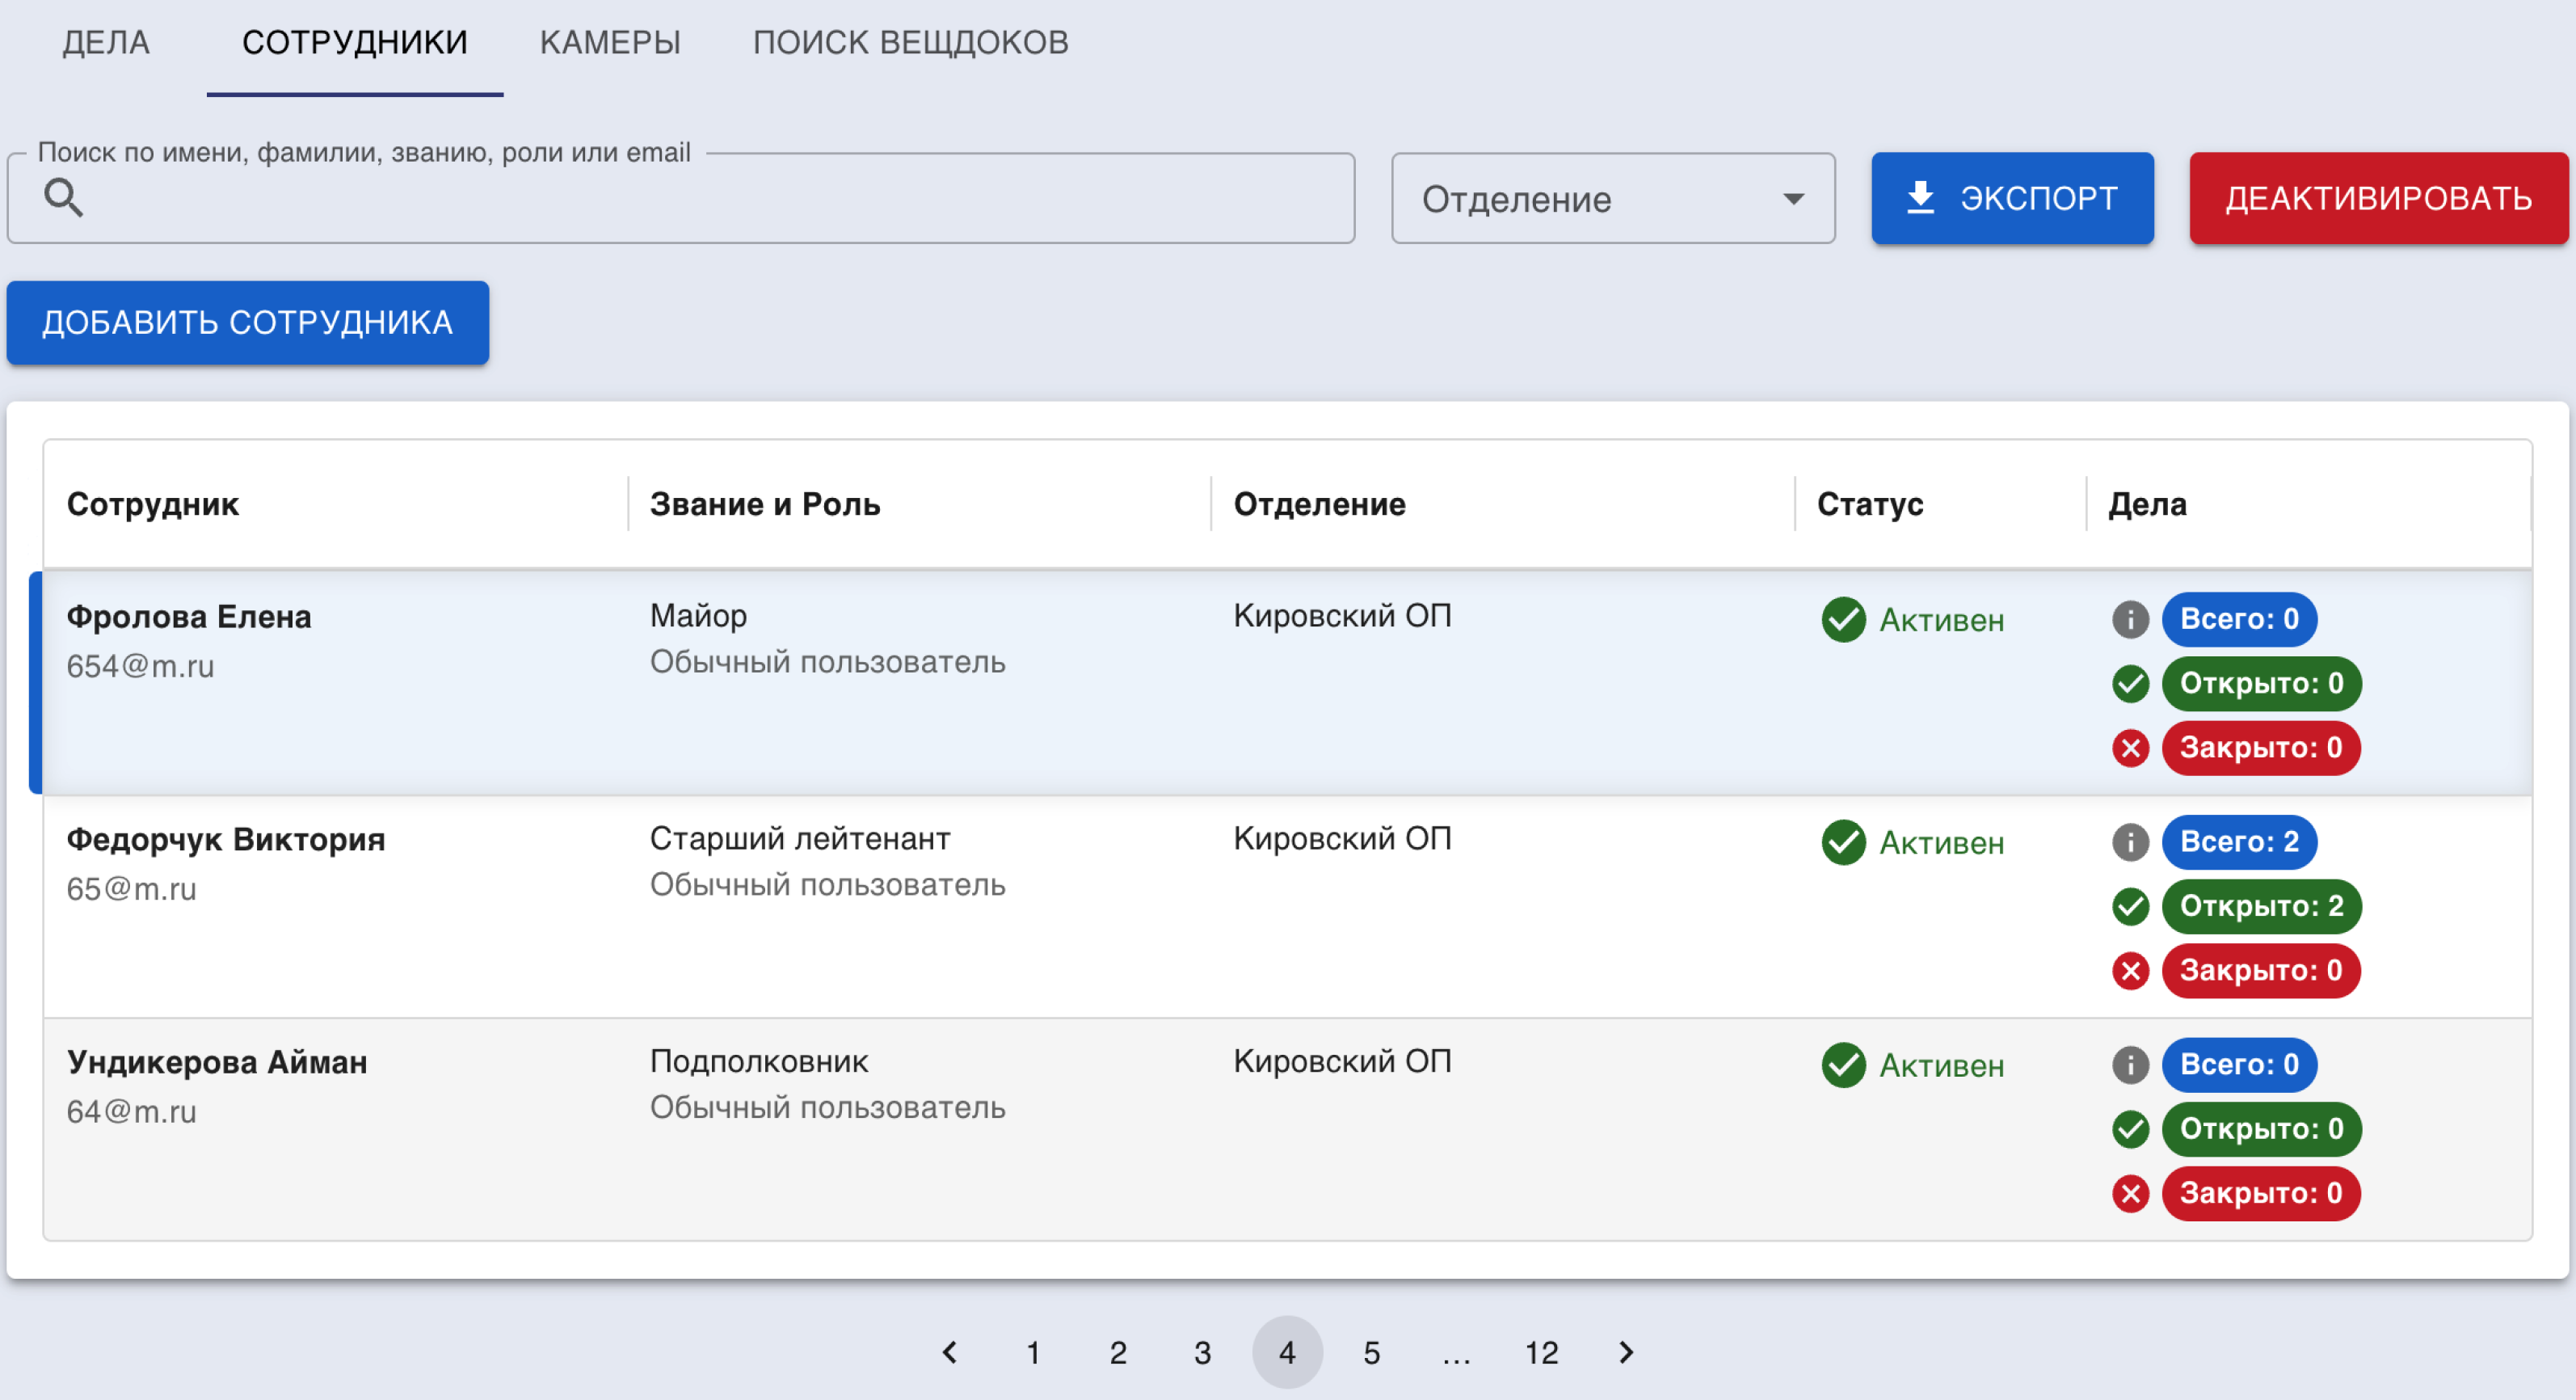 ДЕЛА СОТРУДНИКИ КАМЕРЫ ПОИСК ВЕЩДОКОВ
Поиск по имени, фамилии, званию, роли или email
Отделение ЭКСПОРТ ДЕАКТИВИРОВАТЬ
ДОБАВИТЬ СОТРУДНИКА
Сотрудник Звание и Роль Отделение Статус Дела
Фролова Елена Майор Кировский ОП Активен Всего: 0
654@m.ru Обычный пользователь Открыто: 0
Закрыто: 0
Федорчук Виктория Старший лейтенант Кировский ОП Активен Всего: 2
65@m.ru Обычный пользователь Открыто: 2
Закрыто: 0
Ундикерова Айман Подполковник Кировский ОП Активен Всего: 0
64@m.ru Обычный пользователь Открыто: 0
Закрыто: 0
1 2 3 4 5 … 12